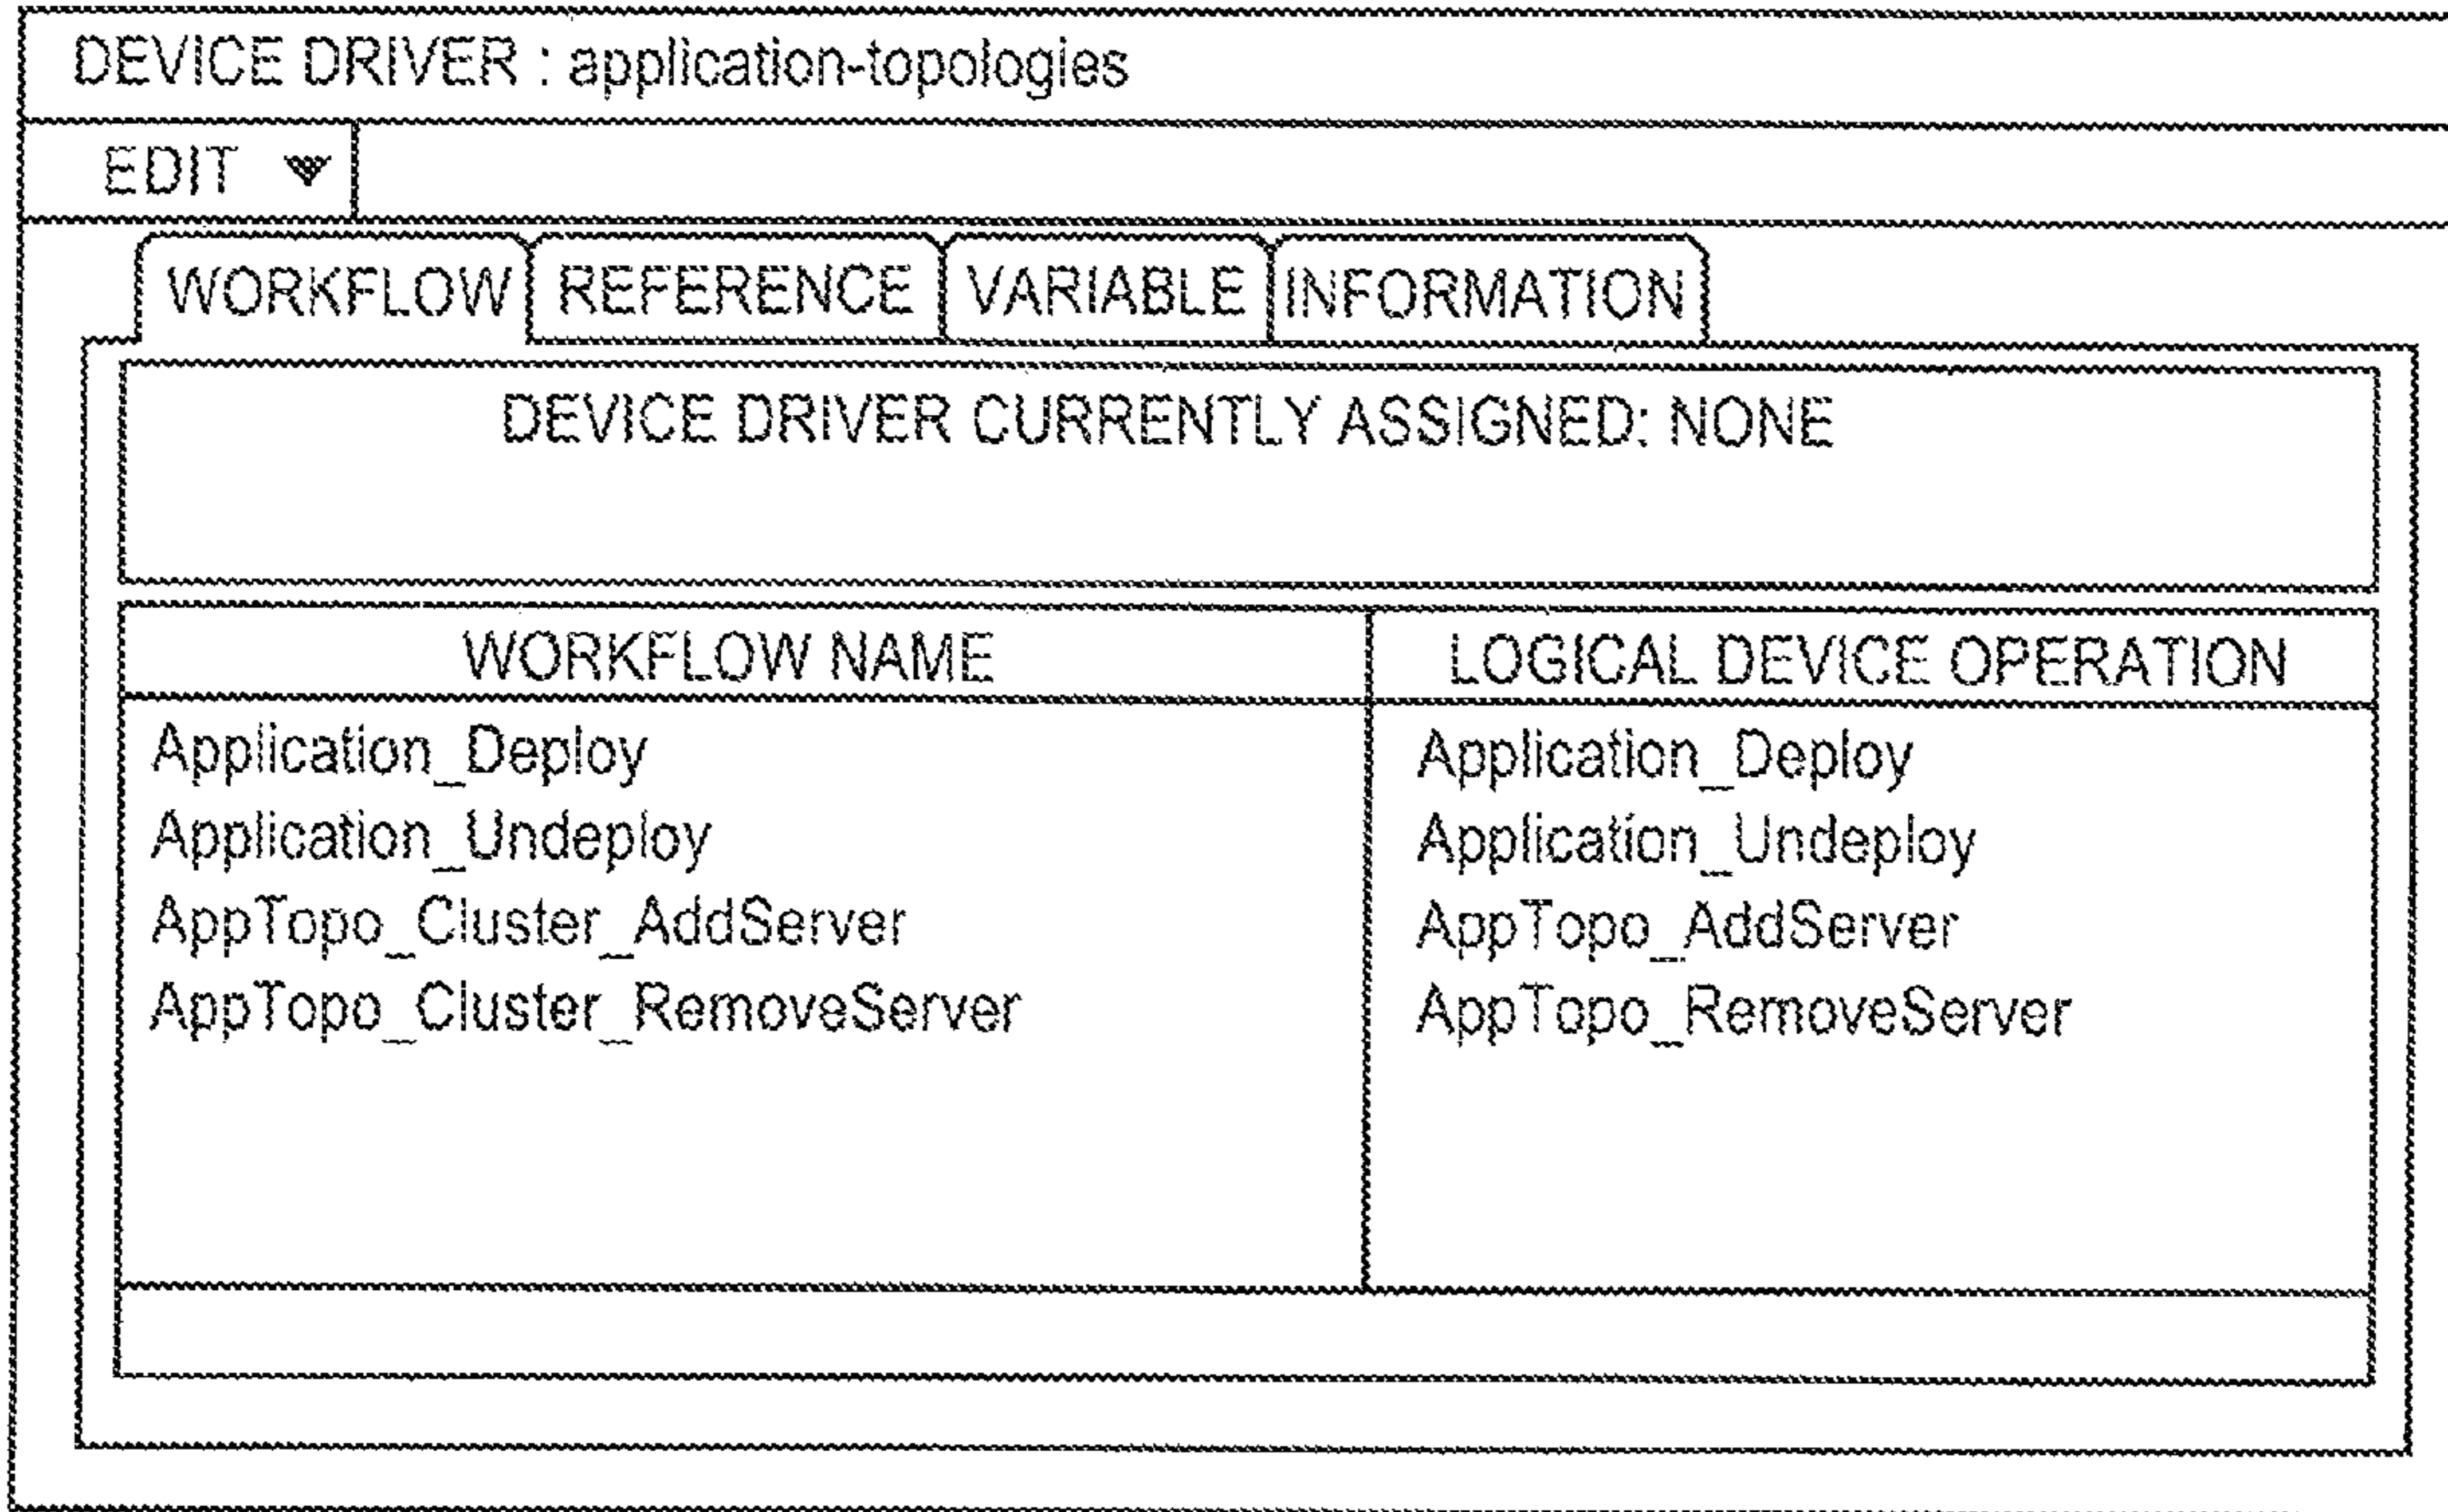 DEVICE DRIVER : application-topologies
EDIT ▼
WORKFLOW REFERENCE VARIABLE INFORMATION
DEVICE DRIVER CURRENTLY ASSIGNED: NONE
WORKFLOW NAME LOGICAL DEVICE OPERATION
Application_Deploy Application_Deploy
Application_Undeploy Application_Undeploy
AppTopo_Cluster_AddServer AppTopo_AddServer
AppTopo_Cluster_RemoveServer AppTopo_RemoveServer